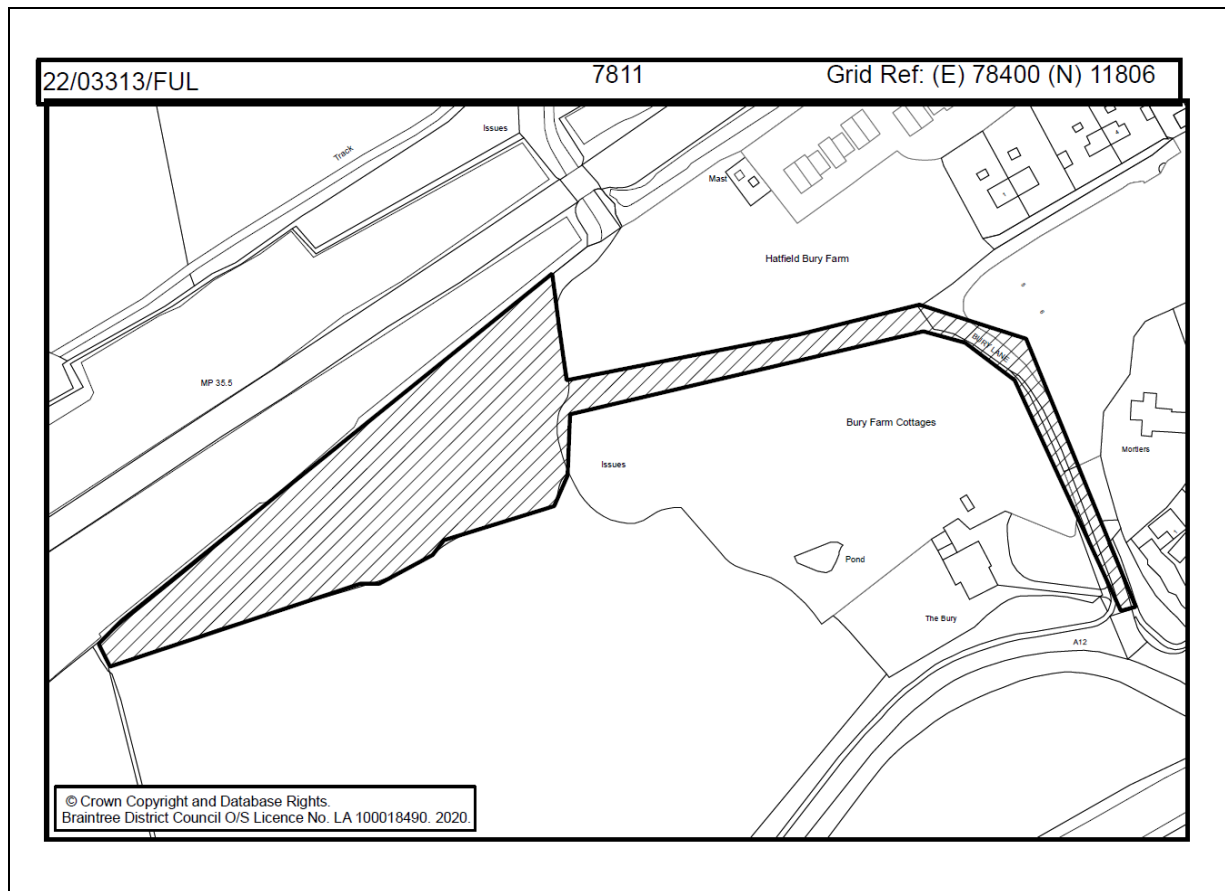 22/03313/FUL 7811 Grid Ref: (E) 78400 (N) 11806
Issues
Track
4
Mast
1
Hatfield Bury Farm
BURY LANE
MP 35.5
Bury Farm Cottages
Mortiers
Issues
Pond
The Bury
A12
© Crown Copyright and Database Rights.
Braintree District Council O/S Licence No. LA 100018490. 2020.